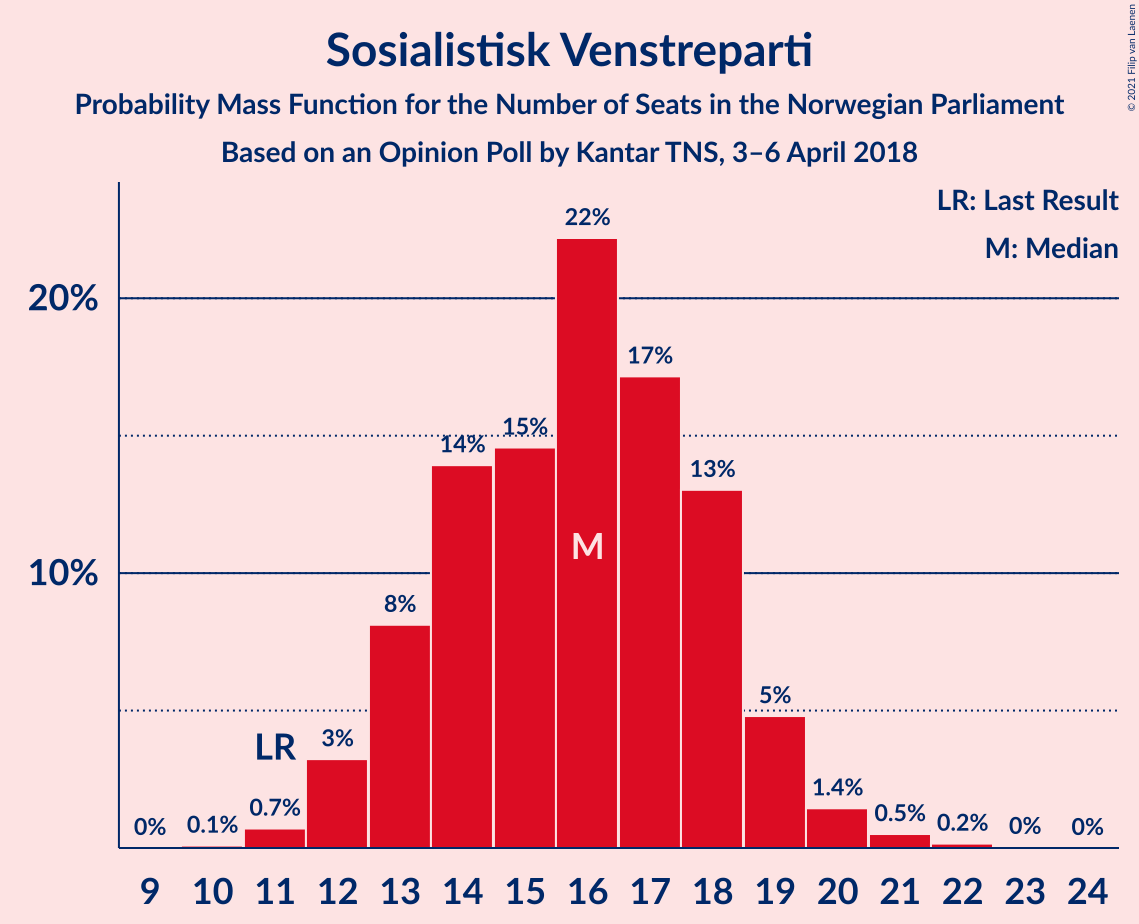 Sosialistisk Venstreparti
Probability Mass Function for the Number of Seats in the Norwegian Parliament
Based on an Opinion Poll by Kantar TNS, 3–6 April 2018
© 2021 Filip van Laenen
LR: Last Result
M: Median
20%
10%
0%
0.1%
0.7%
LR
3%
8%
14%
15%
22%
M
17%
13%
5%
1.4%
0.5%
0.2%
0%
0%
9 10 11 12 13 14 15 16 17 18 19 20 21 22 23 24